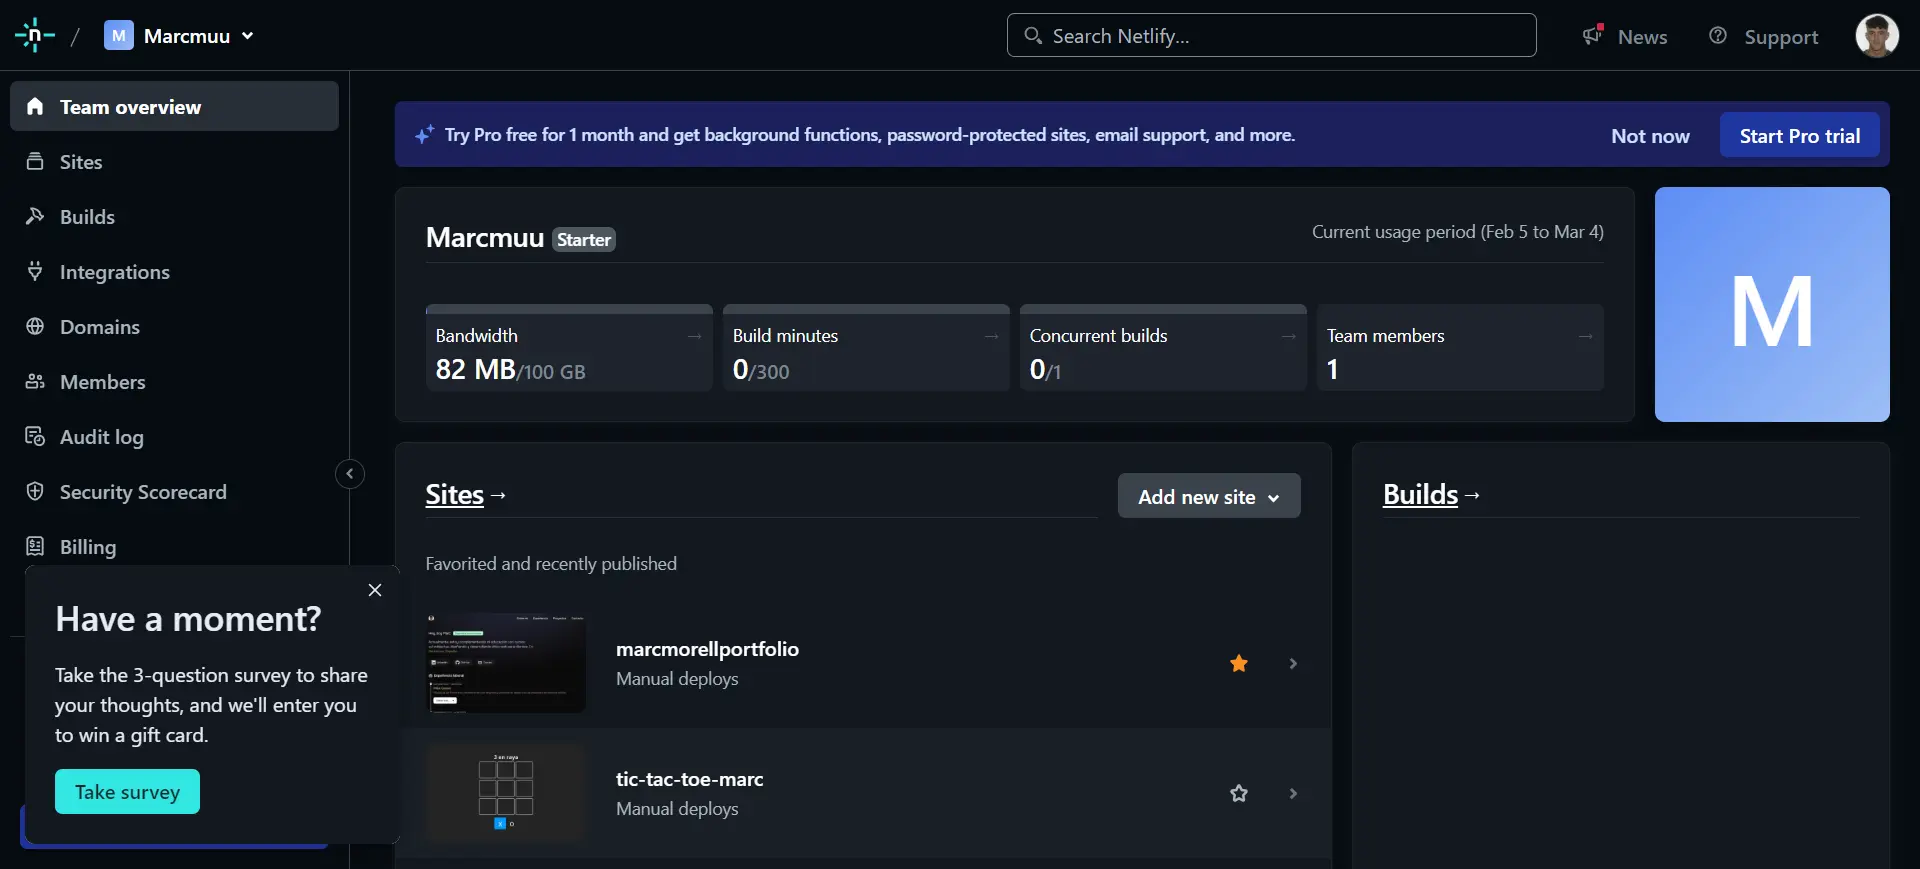 n
/
M
Marcmuu
Search Netlify...
News
Support
Team overview
Sites
Builds
Integrations
Domains
Members
Audit log
Security Scorecard
Billing
Have a moment?
Take the 3-question survey to share
your thoughts, and we'll enter you
to win a gift card.
Take survey
Try Pro free for 1 month and get background functions, password-protected sites, email support, and more.
Not now
Start Pro trial
Marcmuu Starter
Current usage period (Feb 5 to Mar 4)
Bandwidth →
82 MB/100 GB
Build minutes →
0/300
Concurrent builds →
0/1
Team members →
1
M
Sites →
Add new site
Favorited and recently published
marcmorellportfolio
Manual deploys
3 en raya
tic-tac-toe-marc
Manual deploys
Builds →